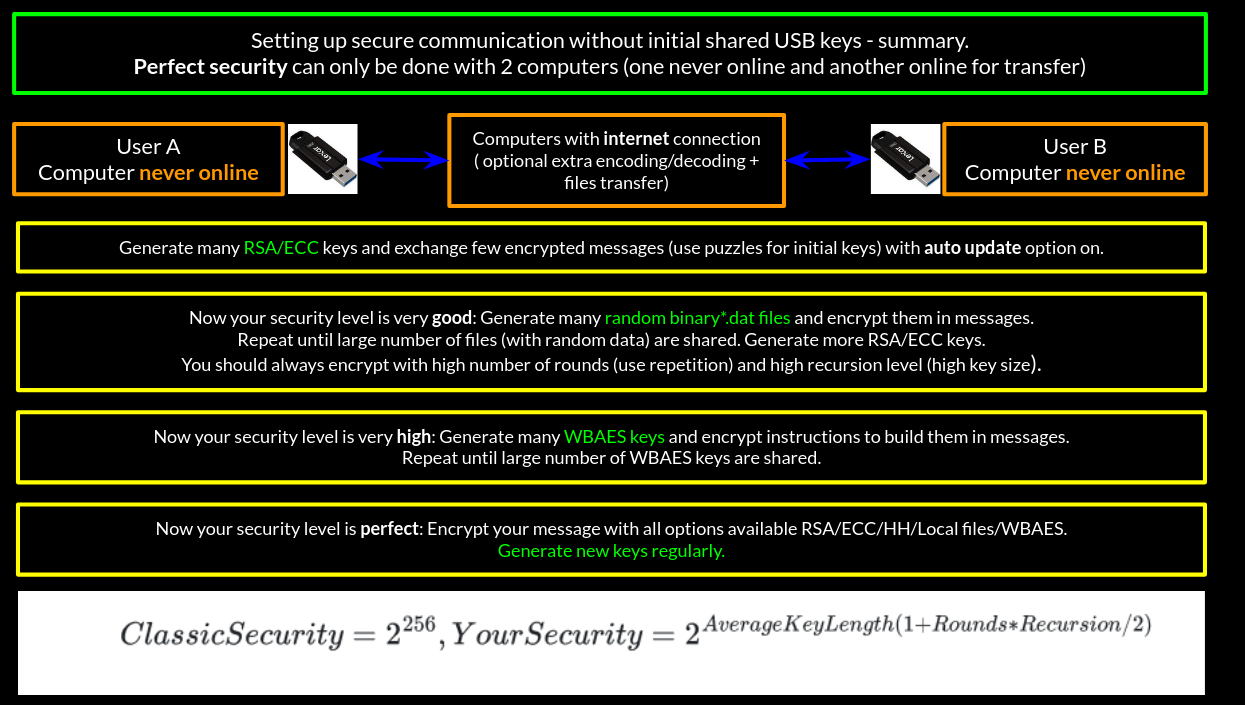 Setting up secure communication without initial shared USB keys - summary.
Perfect security can only be done with 2 computers (one never online and another online for transfer)
User A
Computer never online
Lexar
Computers with internet connection
( optional extra encoding/decoding +
files transfer)
Lexar
User B
Computer never online
Generate many RSA/ECC keys and exchange few encrypted messages (use puzzles for initial keys) with auto update option on.
Now your security level is very good: Generate many random binary*.dat files and encrypt them in messages.
Repeat until large number of files (with random data) are shared. Generate more RSA/ECC keys.
You should always encrypt with high number of rounds (use repetition) and high recursion level (high key size).
Now your security level is very high: Generate many WBAES keys and encrypt instructions to build them in messages.
Repeat until large number of WBAES keys are shared.
Now your security level is perfect: Encrypt your message with all options available RSA/ECC/HH/Local files/WBAES.
Generate new keys regularly.
ClassicSecurity = 2^256, YourSecurity = 2^AverageKeyLength(1+Rounds*Recursion/2)